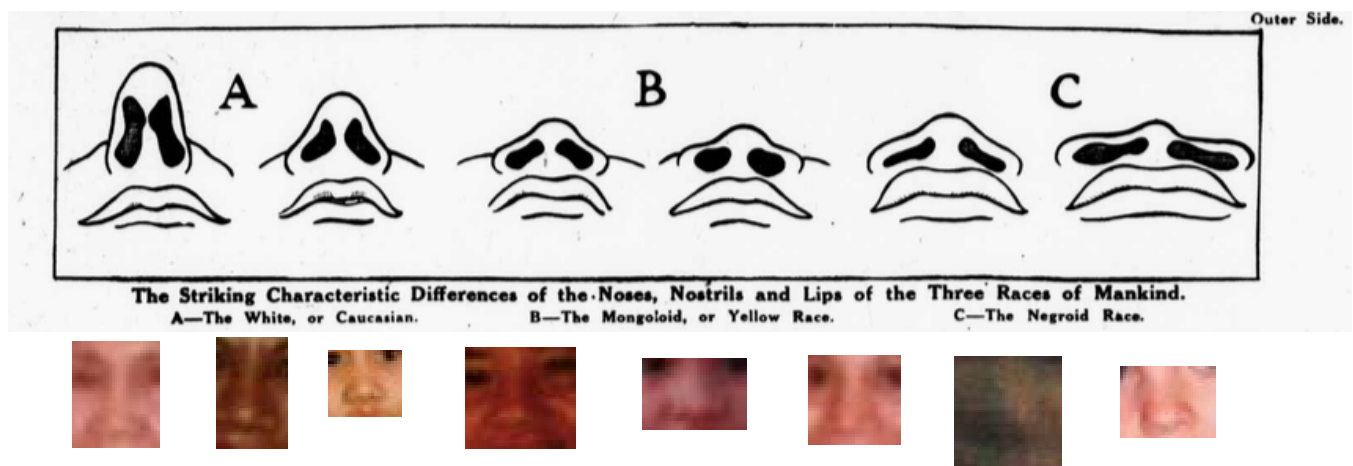 Outer Side.
A B C
The Striking Characteristic Differences of the Noses, Nostrils and Lips of the Three Races of Mankind.
A—The White, or Caucasian. B—The Mongoloid, or Yellow Race. C—The Negroid Race.